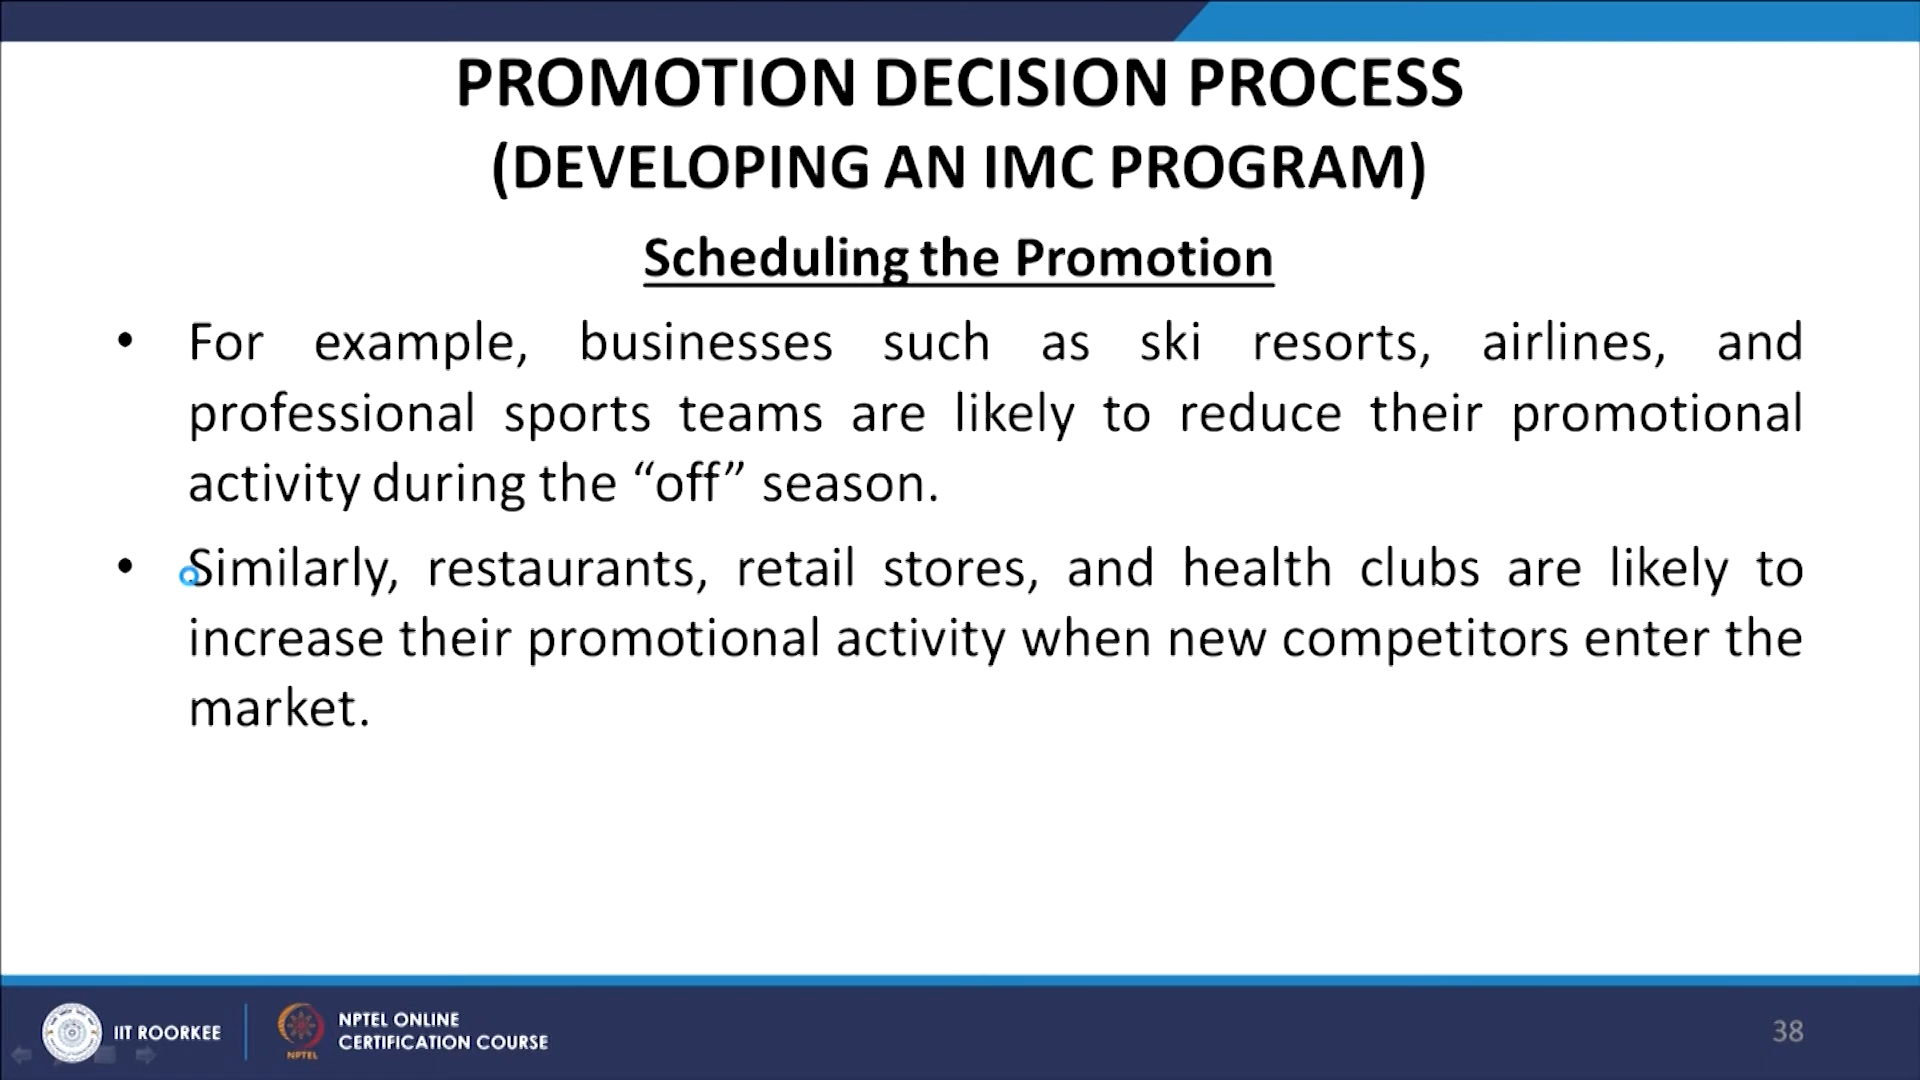 PROMOTION DECISION PROCESS
(DEVELOPING AN IMC PROGRAM)
Scheduling the Promotion
• For example, businesses such as ski resorts, airlines, and
professional sports teams are likely to reduce their promotional
activity during the “off” season.
• Similarly, restaurants, retail stores, and health clubs are likely to
increase their promotional activity when new competitors enter the
market.
IIT ROORKEE
NPTEL
NPTEL ONLINE
CERTIFICATION COURSE
38